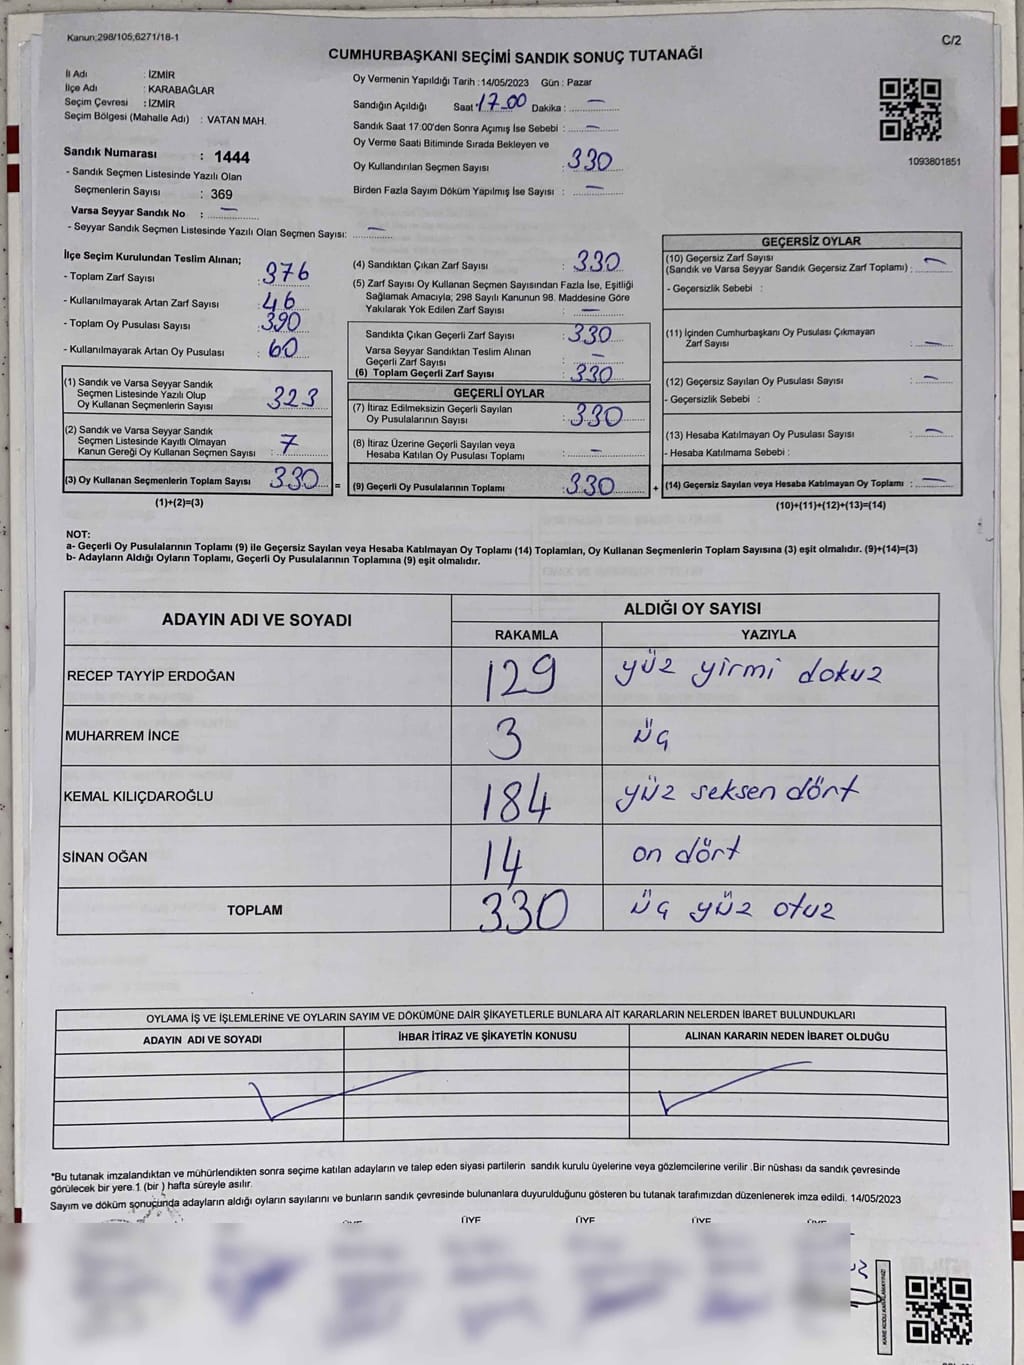 Kanun;298/105,6271/18-1
C/2
CUMHURBAŞKANI SEÇİMİ SANDIK SONUÇ TUTANAĞI
İl Adı : İZMİR
İlçe Adı : KARABAĞLAR
Seçim Çevresi : İZMİR
Seçim Bölgesi (Mahalle Adı) : VATAN MAH.
Sandık Numarası : 1444
- Sandık Seçmen Listesinde Yazılı Olan
Seçmenlerin Sayısı : 369
Varsa Seyyar Sandık No : —
- Seyyar Sandık Seçmen Listesinde Yazılı Olan Seçmen Sayısı: —
Oy Vermenin Yapıldığı Tarih : 14/05/2023 Gün : Pazar
Sandığın Açıldığı Saat : 17.00 Dakika : —
Sandık Saat 17:00'den Sonra Açımış İse Sebebi : —
Oy Verme Saati Bitiminde Sırada Bekleyen ve
Oy Kullandırılan Seçmen Sayısı : 330
Birden Fazla Sayım Döküm Yapılmış İse Sayısı : —
1093801851
İlçe Seçim Kurulundan Teslim Alınan;
- Toplam Zarf Sayısı : 376
- Kullanılmayarak Artan Zarf Sayısı : 46
- Toplam Oy Pusulası Sayısı : 390
- Kullanılmayarak Artan Oy Pusulası : 60
(1) Sandık ve Varsa Seyyar Sandık
Seçmen Listesinde Yazılı Olup
Oy Kullanan Seçmenlerin Sayısı : 323
(2) Sandık ve Varsa Seyyar Sandık
Seçmen Listesinde Kayıtlı Olmayan
Kanun Gereği Oy Kullanan Seçmen Sayısı : 7
(3) Oy Kullanan Seçmenlerin Toplam Sayısı : 330 =
(1)+(2)=(3)
(4) Sandıktan Çıkan Zarf Sayısı : 330
(5) Zarf Sayısı Oy Kullanan Seçmen Sayısından Fazla İse, Eşitliği
Sağlamak Amacıyla; 298 Sayılı Kanunun 98. Maddesine Göre
Yakılarak Yok Edilen Zarf Sayısı : —
Sandıkta Çıkan Geçerli Zarf Sayısı : 330
Varsa Seyyar Sandıktan Teslim Alınan
Geçerli Zarf Sayısı : —
(6) Toplam Geçerli Zarf Sayısı : 330
GEÇERLİ OYLAR
(7) İtiraz Edilmeksizin Geçerli Sayılan
Oy Pusulalarının Sayısı : 330
(8) İtiraz Üzerine Geçerli Sayılan veya
Hesaba Katılan Oy Pusulası Toplamı : —
(9) Geçerli Oy Pusulalarının Toplamı : 330 +
GEÇERSİZ OYLAR
(10) Geçersiz Zarf Sayısı
(Sandık ve Varsa Seyyar Sandık Geçersiz Zarf Toplamı) : —
- Geçersizlik Sebebi :
(11) İçinden Cumhurbaşkanı Oy Pusulası Çıkmayan
Zarf Sayısı : —
(12) Geçersiz Sayılan Oy Pusulası Sayısı : —
- Geçersizlik Sebebi :
(13) Hesaba Katılmayan Oy Pusulası Sayısı : —
- Hesaba Katılmama Sebebi :
(14) Geçersiz Sayılan veya Hesaba Katılmayan Oy Toplamı : —
(10)+(11)+(12)+(13)=(14)
NOT:
a- Geçerli Oy Pusulalarının Toplamı (9) ile Geçersiz Sayılan veya Hesaba Katılmayan Oy Toplamı (14) Toplamları, Oy Kullanan Seçmenlerin Toplam Sayısına (3) eşit olmalıdır. (9)+(14)=(3)
b- Adayların Aldığı Oyların Toplamı, Geçerli Oy Pusulalarının Toplamına (9) eşit olmalıdır.
ADAYIN ADI VE SOYADI ALDIĞI OY SAYISI
RAKAMLA YAZIYLA
RECEP TAYYİP ERDOĞAN 129 yüz yirmi dokuz
MUHARREM İNCE 3 üç
KEMAL KILIÇDAROĞLU 184 yüz seksen dört
SİNAN OĞAN 14 on dört
TOPLAM 330 üç yüz otuz
OYLAMA İŞ VE İŞLEMLERİNE VE OYLARIN SAYIM VE DÖKÜMÜNE DAİR ŞİKAYETLERLE BUNLARA AİT KARARLARIN NELERDEN İBARET BULUNDUKLARI
ADAYIN ADI VE SOYADI İHBAR İTİRAZ VE ŞİKAYETİN KONUSU ALINAN KARARIN NEDEN İBARET OLDUĞU
*Bu tutanak imzalandıktan ve mühürlendikten sonra seçime katılan adayların ve talep eden siyasi partilerin sandık kurulu üyelerine veya gözlemcilerine verilir .Bir nüshası da sandık çevresinde
görülecek bir yere.1 (bir ) hafta süreyle asılır.
Sayım ve döküm sonucunda adayların aldığı oyların sayılarını ve bunların sandık çevresinde bulunanlara duyurulduğunu gösteren bu tutanak tarafımızdan düzenlenerek imza edildi. 14/05/2023
ÜYE ÜYE ÜYE ÜYE